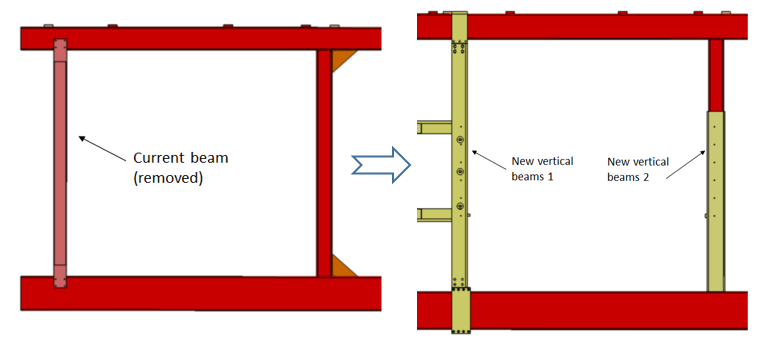 Current beam
(removed)
New vertical
beams 1
New vertical
beams 2